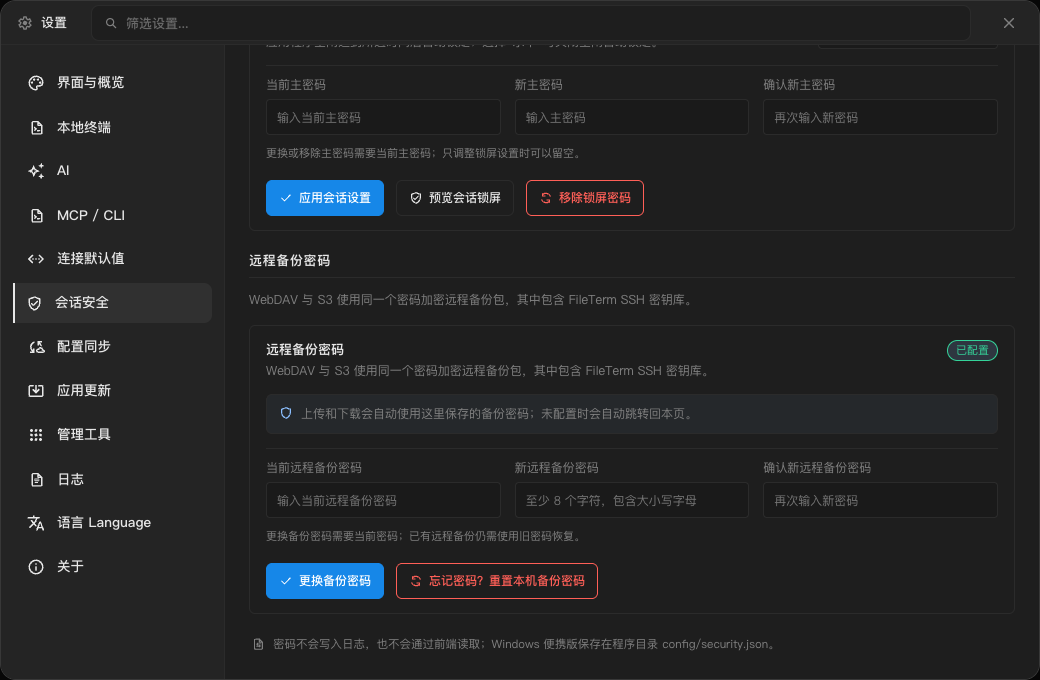 设置
筛选设置...
界面与概览
本地终端
AI
MCP / CLI
连接默认值
会话安全
配置同步
应用更新
管理工具
日志
语言 Language
关于
当前主密码
新主密码
确认新主密码
输入当前主密码
输入主密码
再次输入新密码
更换或移除主密码需要当前主密码；只调整锁屏设置时可以留空。
应用会话设置
预览会话锁屏
移除锁屏密码
远程备份密码
WebDAV 与 S3 使用同一个密码加密远程备份包，其中包含 FileTerm SSH 密钥库。
远程备份密码
已配置
WebDAV 与 S3 使用同一个密码加密远程备份包，其中包含 FileTerm SSH 密钥库。
上传和下载会自动使用这里保存的备份密码；未配置时会自动跳转回本页。
当前远程备份密码
新远程备份密码
确认新远程备份密码
输入当前远程备份密码
至少 8 个字符，包含大小写字母
再次输入新密码
更换备份密码需要当前密码；已有远程备份仍需使用旧密码恢复。
更换备份密码
忘记密码？重置本机备份密码
密码不会写入日志，也不会通过前端读取；Windows 便携版保存在程序目录 config/security.json。